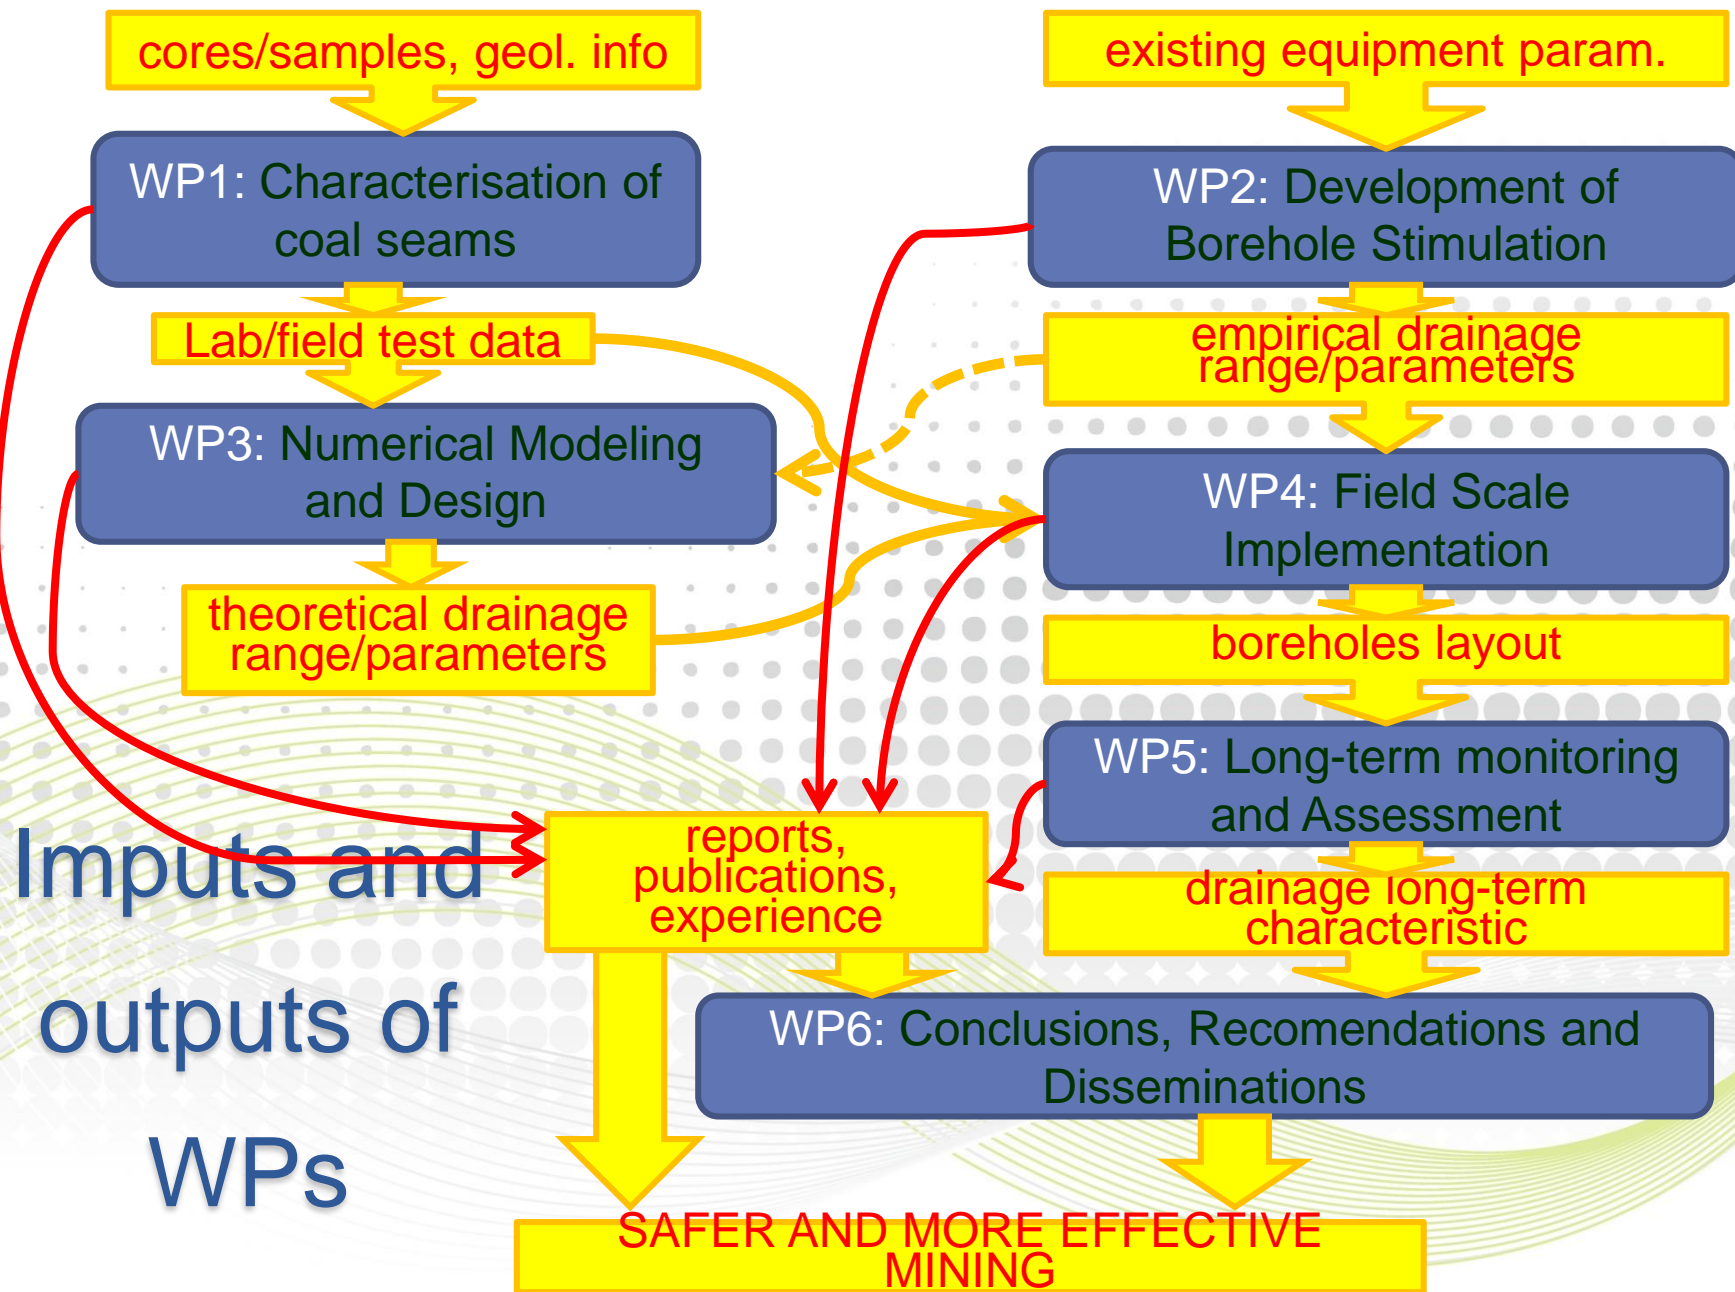 cores/samples, geol. info
existing equipment param.
WP1: Characterisation of
coal seams
WP2: Development of
Borehole Stimulation
Lab/field test data
empirical drainage
range/parameters
WP3: Numerical Modeling
and Design
WP4: Field Scale
Implementation
theoretical drainage
range/parameters
boreholes layout
WP5: Long-term monitoring
and Assessment
reports,
publications,
experience
drainage long-term
characteristic
Imputs and
outputs of
WPs
WP6: Conclusions, Recomendations and
Disseminations
SAFER AND MORE EFFECTIVE
MINING